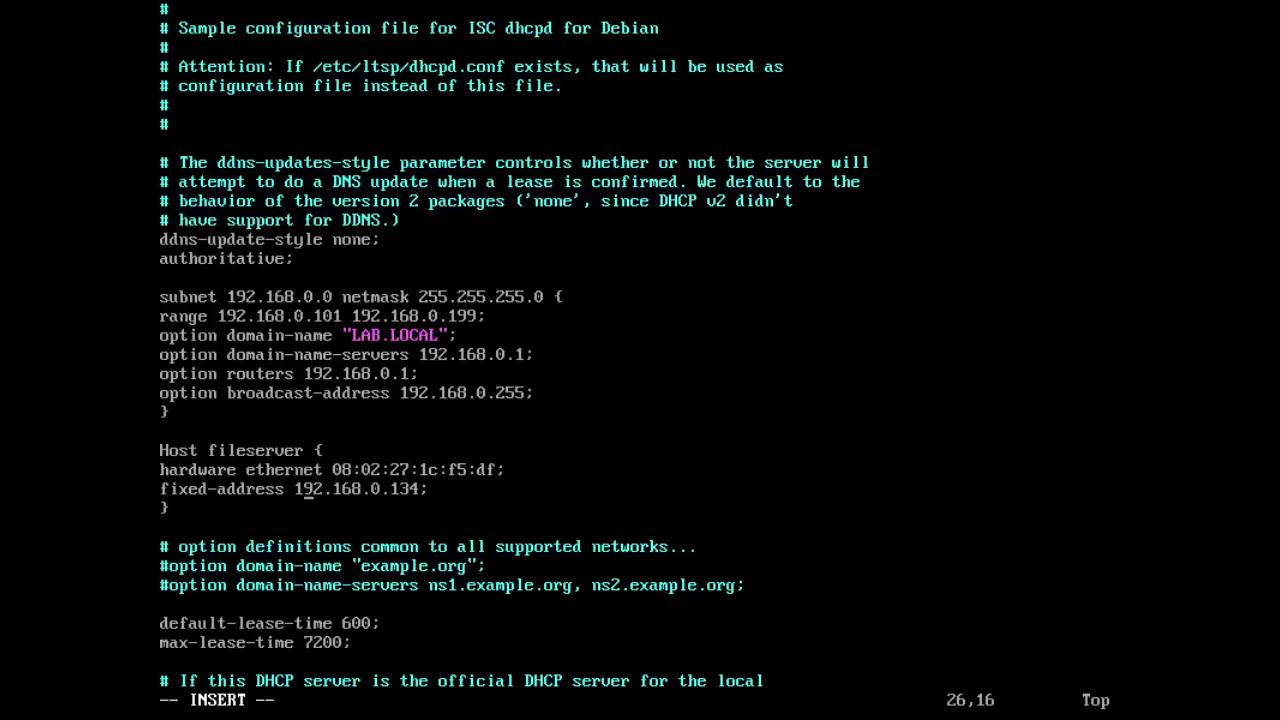 #
# Sample configuration file for ISC dhcpd for Debian
#
# Attention: If /etc/ltsp/dhcpd.conf exists, that will be used as
# configuration file instead of this file.
#
#
# The ddns-updates-style parameter controls whether or not the server will
# attempt to do a DNS update when a lease is confirmed. We default to the
# behavior of the version 2 packages ('none', since DHCP v2 didn't
# have support for DDNS.)
ddns-update-style none;
authoritative;
subnet 192.168.0.0 netmask 255.255.255.0 {
range 192.168.0.101 192.168.0.199;
option domain-name "LAB.LOCAL";
option domain-name-servers 192.168.0.1;
option routers 192.168.0.1;
option broadcast-address 192.168.0.255;
}
Host fileserver {
hardware ethernet 08:02:27:1c:f5:df;
fixed-address 192.168.0.134;
}
# option definitions common to all supported networks...
#option domain-name "example.org";
#option domain-name-servers ns1.example.org, ns2.example.org;
default-lease-time 600;
max-lease-time 7200;
# If this DHCP server is the official DHCP server for the local
-- INSERT -- 26,16 Top